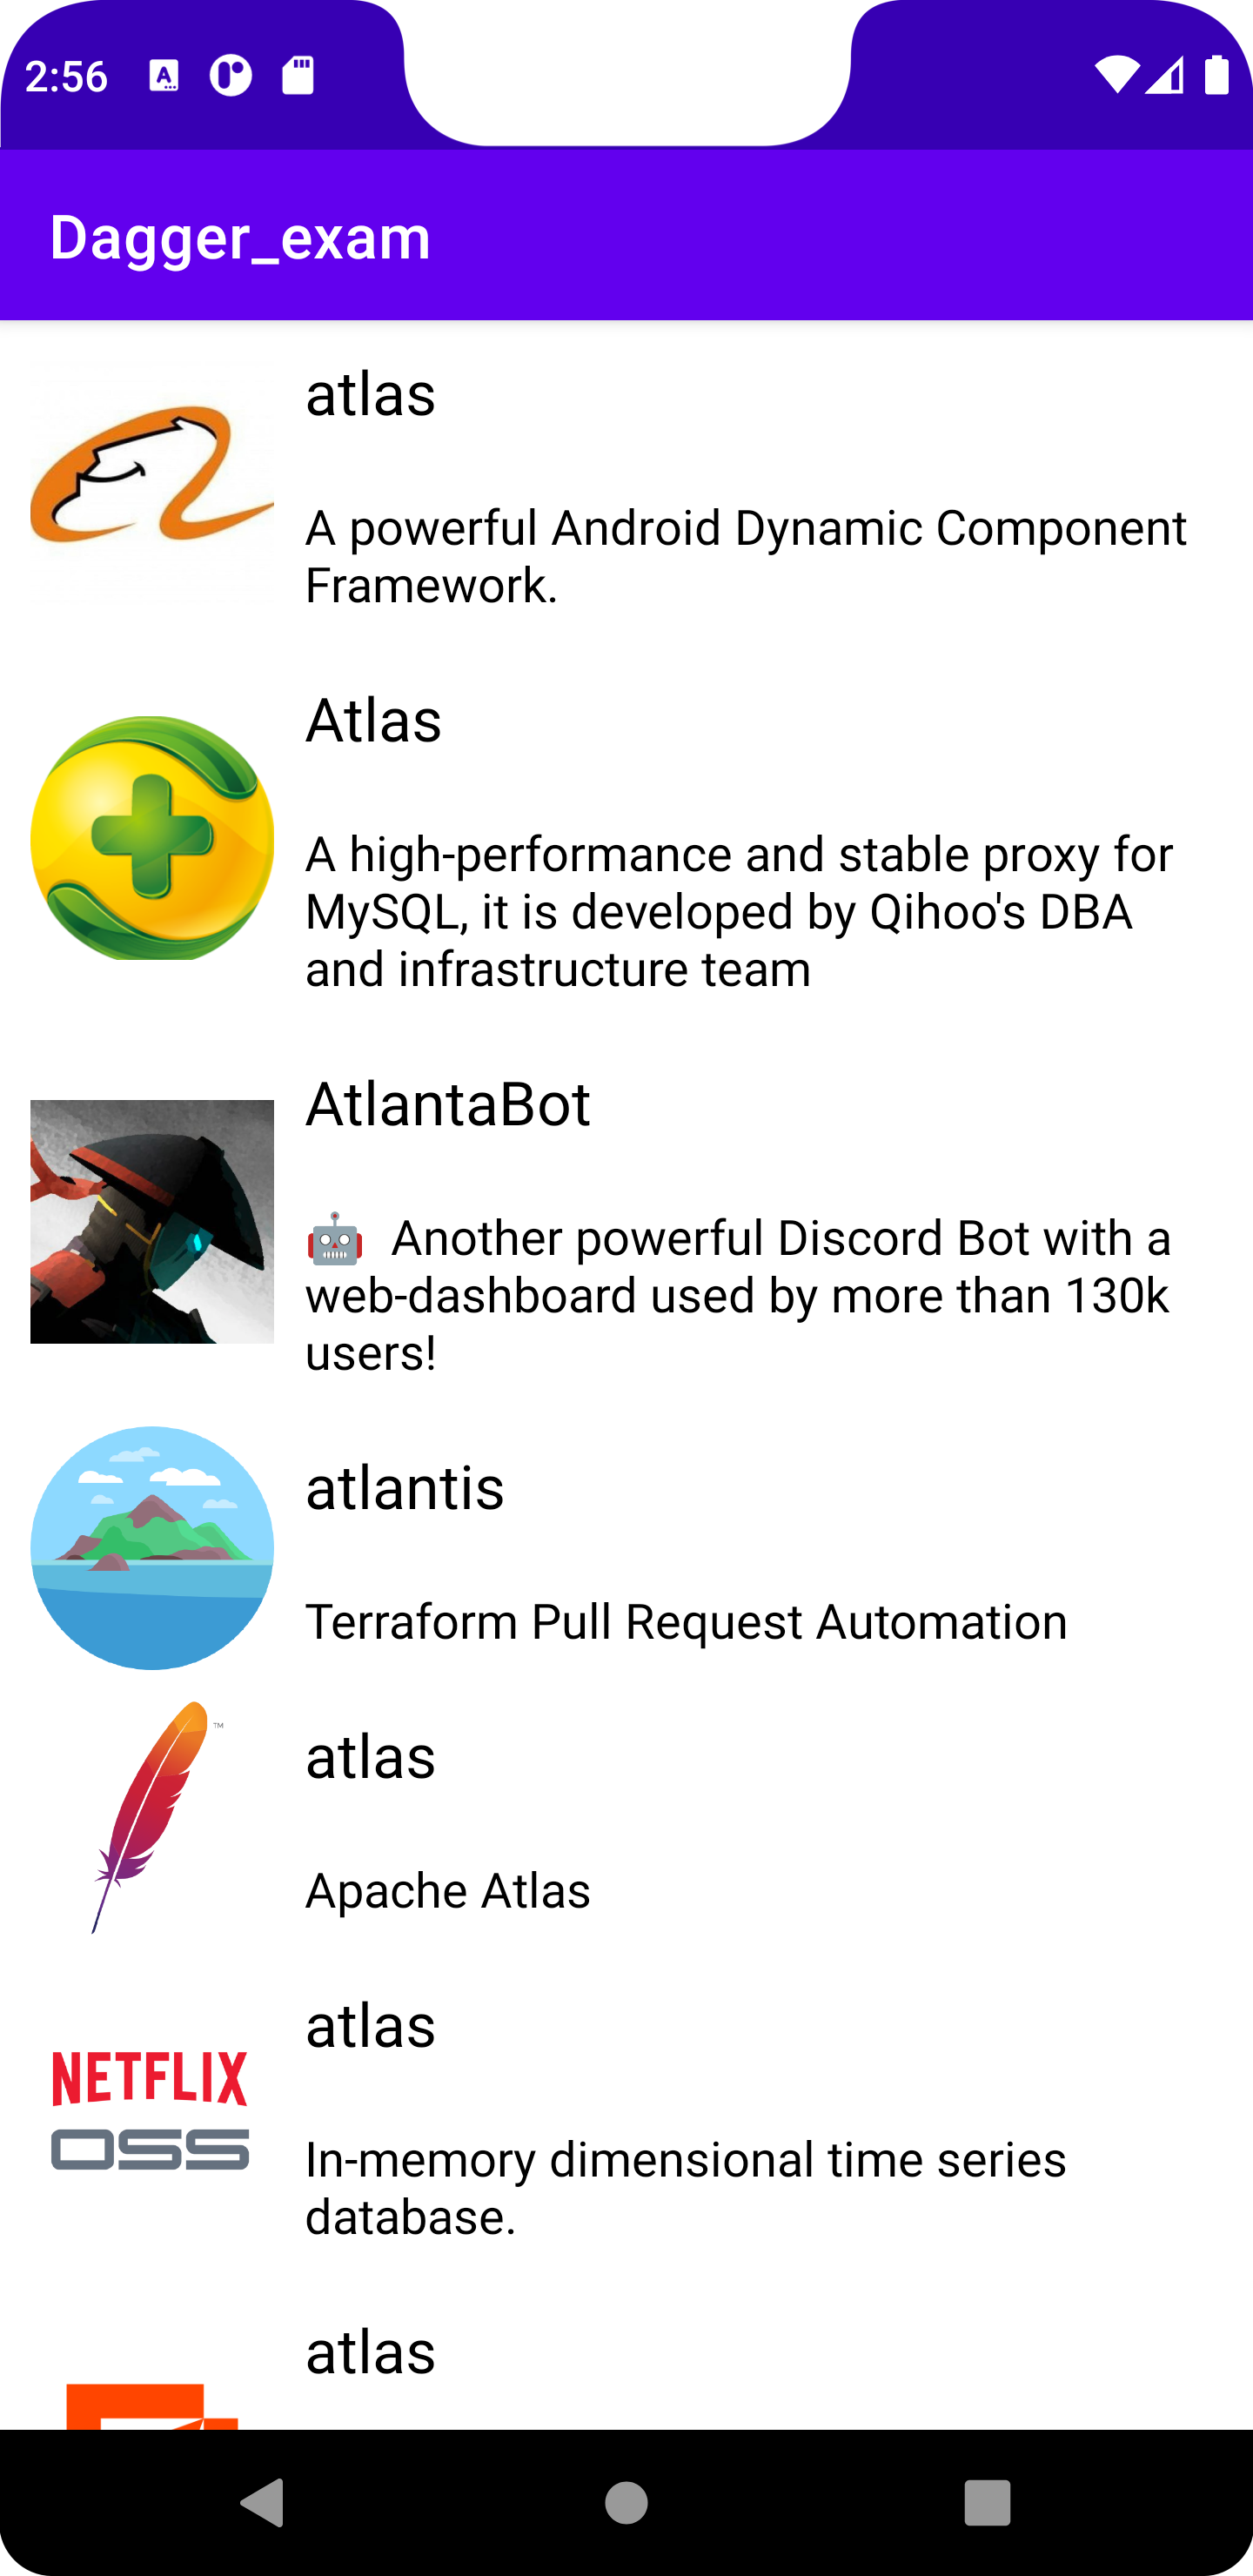 2:56
Dagger_exam
atlas
A powerful Android Dynamic Component
Framework.
Atlas
A high-performance and stable proxy for
MySQL, it is developed by Qihoo's DBA
and infrastructure team
AtlantaBot
🤖 Another powerful Discord Bot with a
web-dashboard used by more than 130k
users!
atlantis
Terraform Pull Request Automation
TM
atlas
Apache Atlas
atlas
NETFLIX
OSS
In-memory dimensional time series
database.
atlas